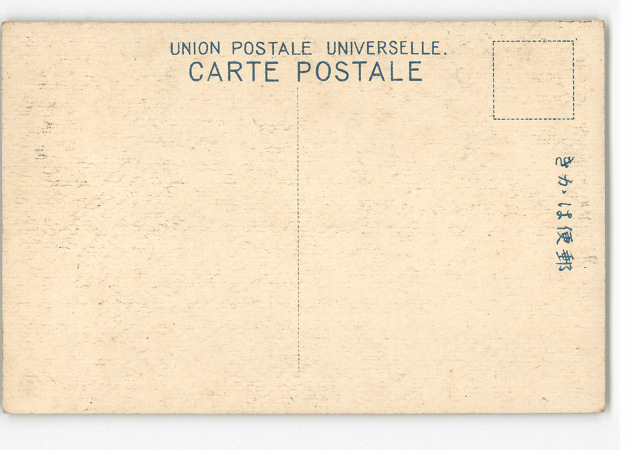 UNION POSTALE UNIVERSELLE.
CARTE POSTALE
郵便はかき